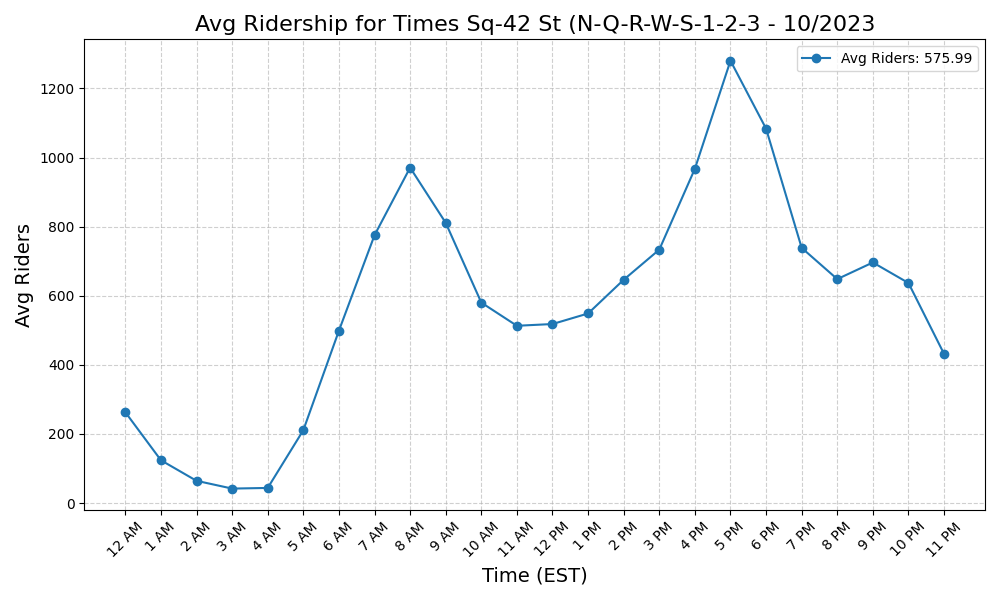 Avg Ridership for Times Sq-42 St (N-Q-R-W-S-1-2-3 - 10/2023
Avg Riders: 575.99
Avg Riders
1200
1000
800
600
400
200
0
12 AM
1 AM
2 AM
3 AM
4 AM
5 AM
6 AM
7 AM
8 AM
9 AM
10 AM
11 AM
12 PM
1 PM
2 PM
3 PM
4 PM
5 PM
6 PM
7 PM
8 PM
9 PM
10 PM
11 PM
Time (EST)